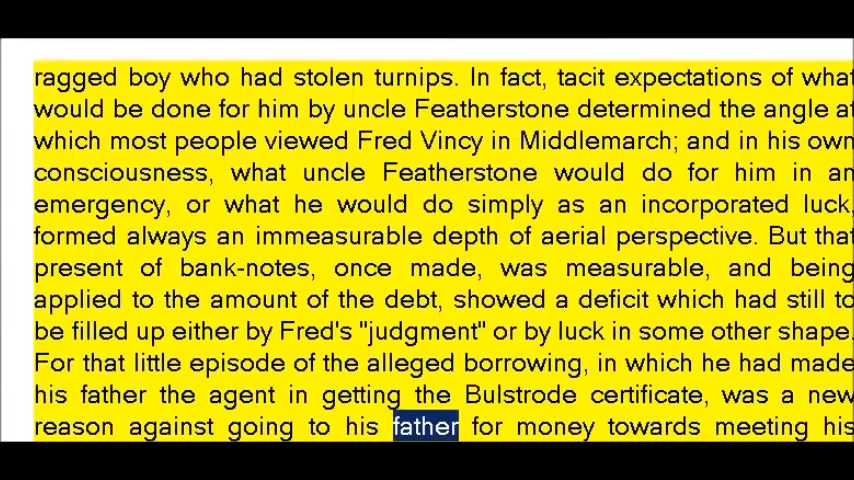 ragged boy who had stolen turnips. In fact, tacit expectations of what
would be done for him by uncle Featherstone determined the angle at
which most people viewed Fred Vincy in Middlemarch; and in his own
consciousness, what uncle Featherstone would do for him in an
emergency, or what he would do simply as an incorporated luck,
formed always an immeasurable depth of aerial perspective. But that
present of bank-notes, once made, was measurable, and being
applied to the amount of the debt, showed a deficit which had still to
be filled up either by Fred's "judgment" or by luck in some other shape.
For that little episode of the alleged borrowing, in which he had made
his father the agent in getting the Bulstrode certificate, was a new
reason against going to his father for money towards meeting his